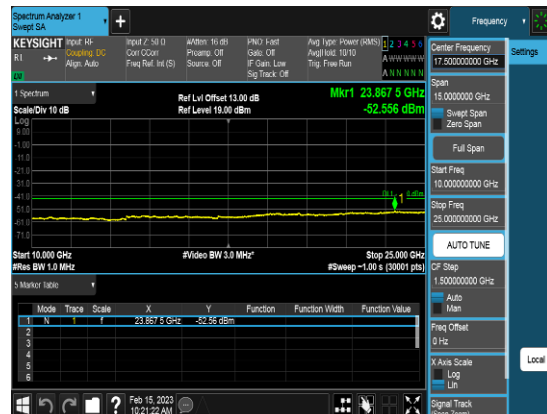 Spectrum Analyzer 1
Swept SA
Frequency
KEYSIGHT
Input: RF
Coupling: DC
Align: Auto
Input Z: 50 Ω
Corr CCorr
Freq Ref: Int (S)
#Atten: 16 dB
Preamp: Off
Source: Off
PNO: Fast
Gate: Off
IF Gain: Low
Sig Track: Off
Avg Type: Power (RMS)
Avg|Hold: 10/10
Trig: Free Run
1 2 3 4 5 6
A W W W W W
A N N N N N
1 Spectrum
Scale/Div 10 dB
Ref Lvl Offset 13.00 dB
Ref Level 19.00 dBm
Mkr1 23.867 5 GHz
-52.556 dBm
Log
9.00
-1.00
-11.0
-21.0
-31.0
-41.0
-51.0
-61.0
-71.0
1
Start 10.000 GHz
#Res BW 1.0 MHz
#Video BW 3.0 MHz*
Stop 25.000 GHz
#Sweep ~1.00 s (30001 pts)
5 Marker Table
Mode Trace Scale X Y Function Function Width Function Value
1 N 1 f 23.867 5 GHz -52.56 dBm
2
3
4
5
6
Feb 15, 2023
10:21:22 AM
Center Frequency
17.500000000 GHz
Settings
Span
15.0000000 GHz
Swept Span
Zero Span
Full Span
Start Freq
10.000000000 GHz
Stop Freq
25.000000000 GHz
AUTO TUNE
CF Step
1.500000000 GHz
Auto
Man
Freq Offset
0 Hz
X Axis Scale
Log
Lin
Local
Signal Track
(Span Zoom)